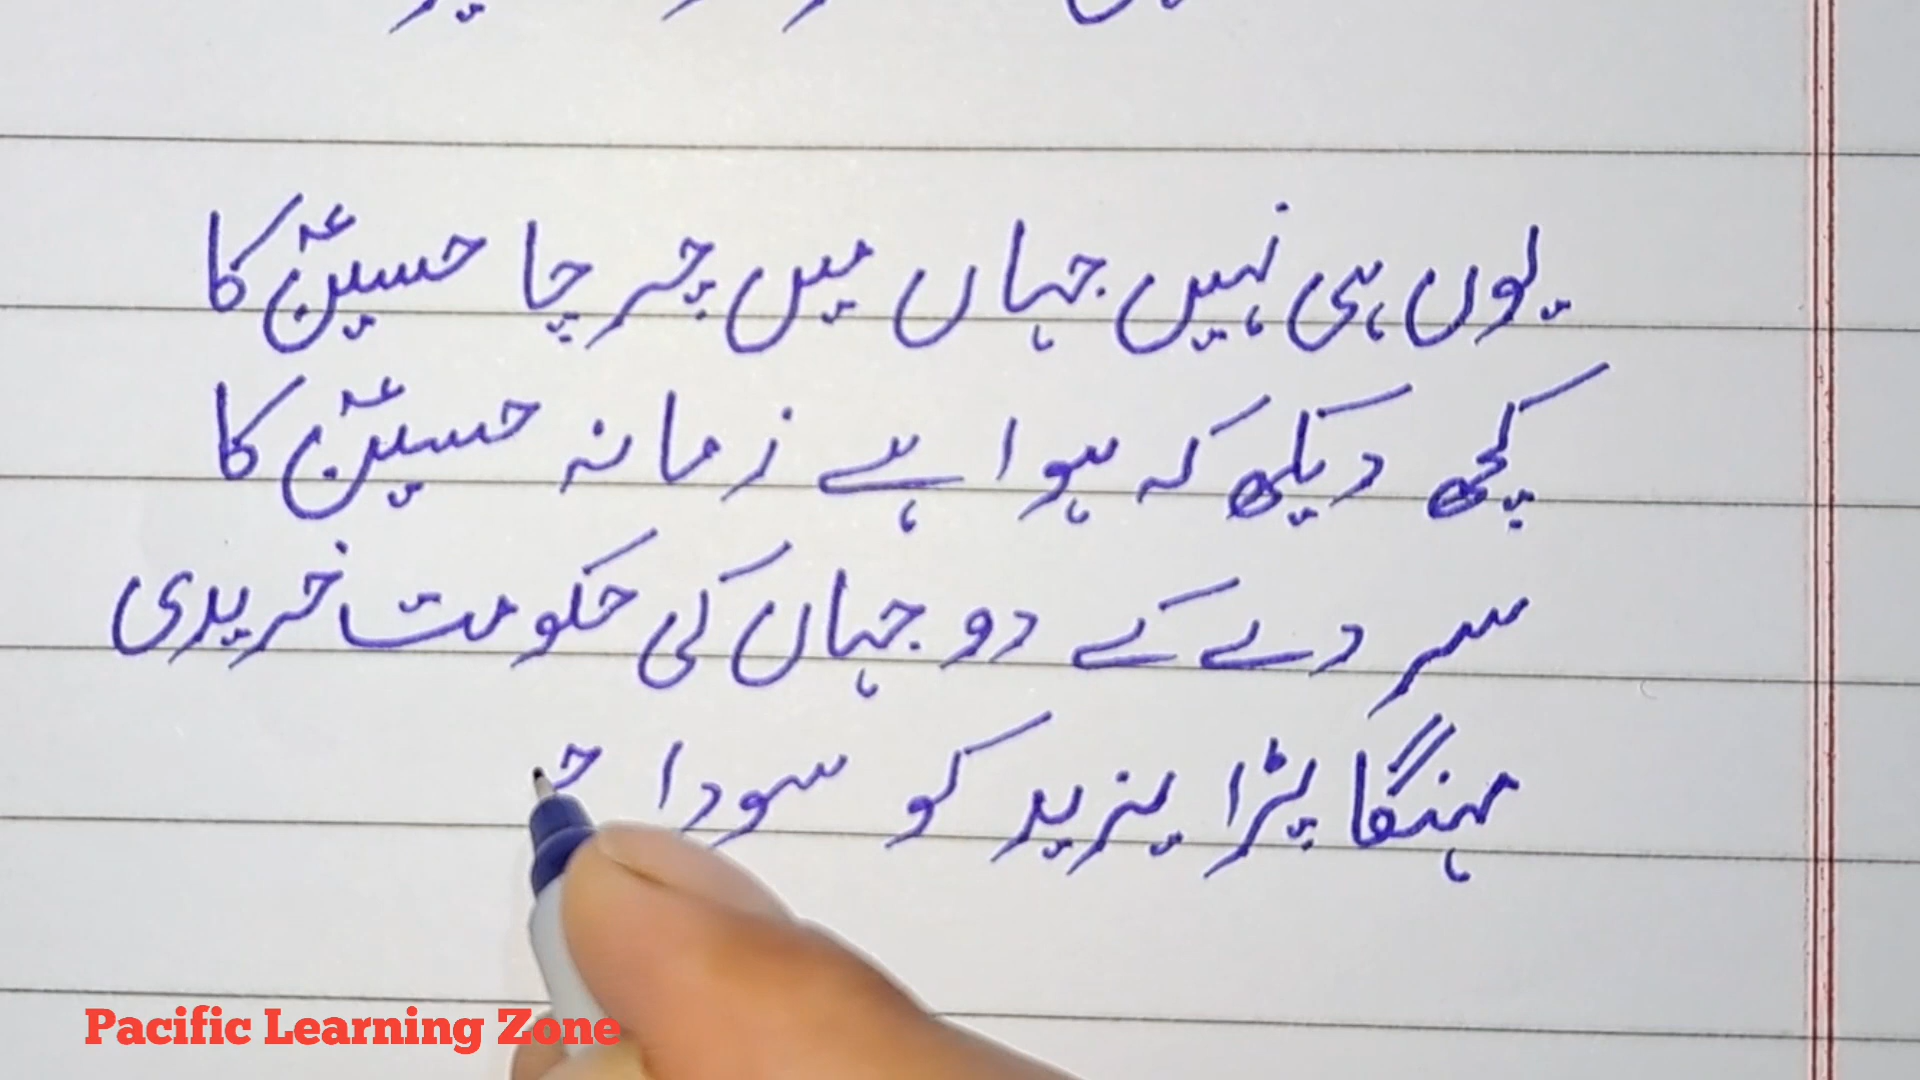 یوں ہی نہیں جہاں میں چرچا حسینؑ کا
کچھ دیکھ کہ ہوا ہے زمانہ حسینؑ کا
سر دے کے دو جہاں کی حکومت خریدی
مہنگا پڑا یزید کو سودا
Pacific Learning Zone